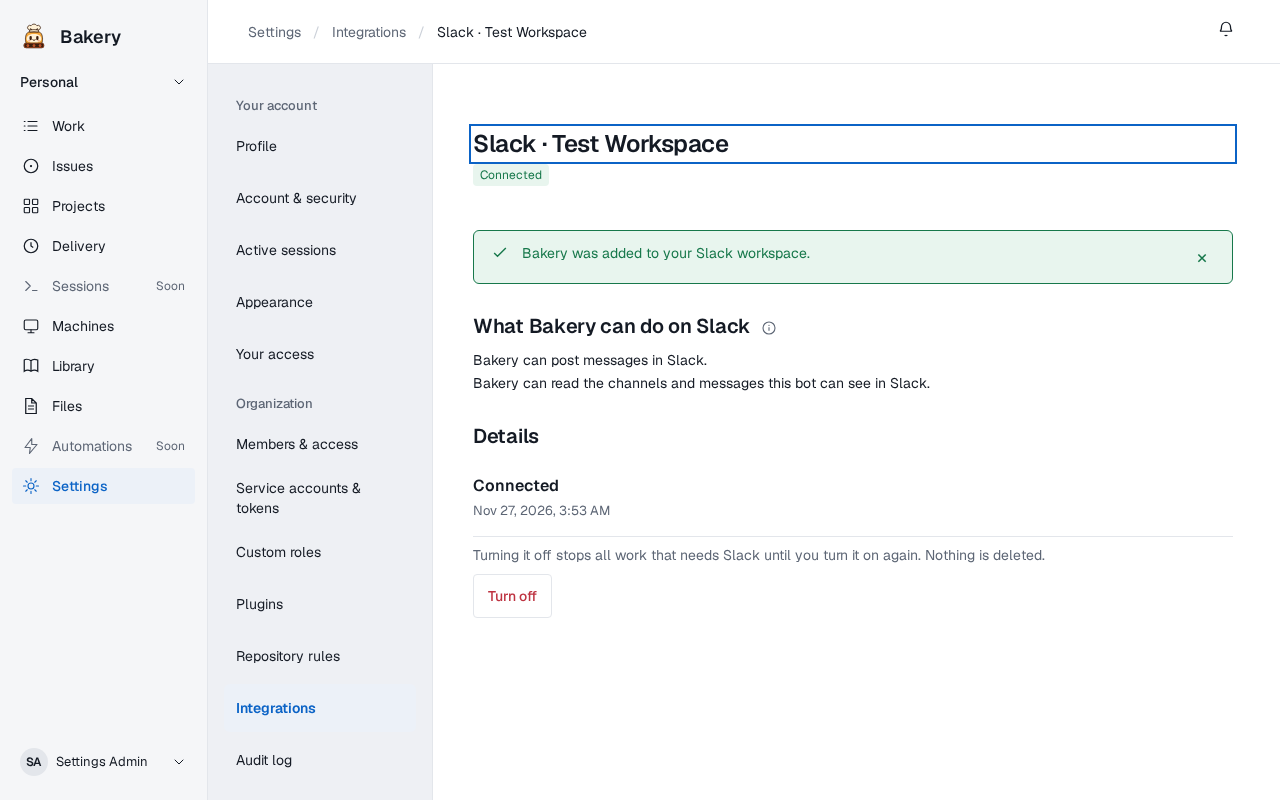 Bakery
Personal
Work
Issues
Projects
Delivery
Sessions Soon
Machines
Library
Files
Automations Soon
Settings
SA Settings Admin
Settings / Integrations / Slack · Test Workspace
Your account
Profile
Account & security
Active sessions
Appearance
Your access
Organization
Members & access
Service accounts &
tokens
Custom roles
Plugins
Repository rules
Integrations
Audit log
Slack · Test Workspace
Connected
Bakery was added to your Slack workspace.
What Bakery can do on Slack
Bakery can post messages in Slack.
Bakery can read the channels and messages this bot can see in Slack.
Details
Connected
Nov 27, 2026, 3:53 AM
Turning it off stops all work that needs Slack until you turn it on again. Nothing is deleted.
Turn off